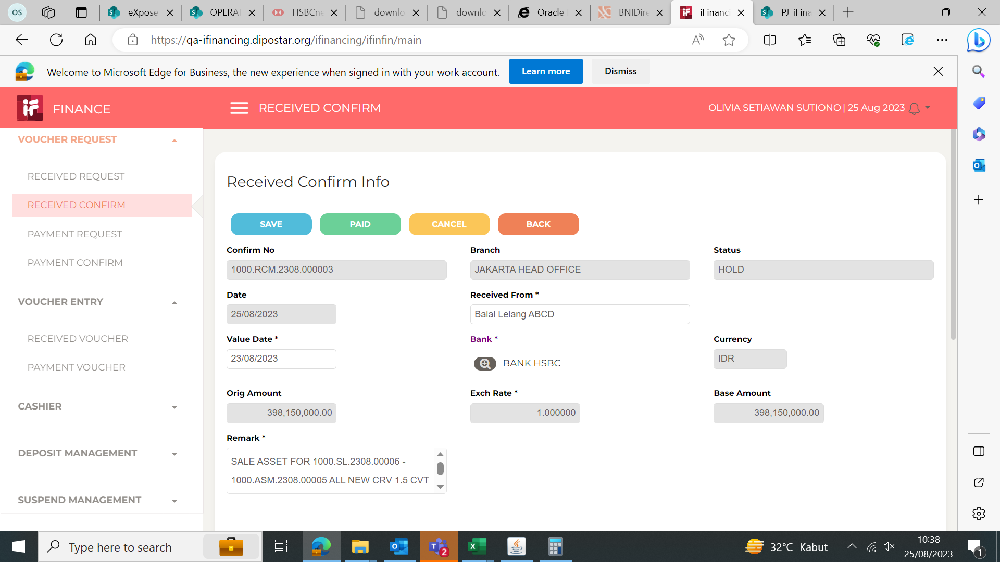 OS
eXpose
OPERAT
HSBCne
downlo
downlo
Oracle
BNIDire
iFinanci
PJ_iFina
https://qa-ifinancing.dipostar.org/ifinancing/ifinfin/main
Welcome to Microsoft Edge for Business, the new experience when signed in with your work account.
Learn more
Dismiss
iF
FINANCE
RECEIVED CONFIRM
OLIVIA SETIAWAN SUTIONO | 25 Aug 2023
VOUCHER REQUEST
RECEIVED REQUEST
RECEIVED CONFIRM
PAYMENT REQUEST
PAYMENT CONFIRM
VOUCHER ENTRY
RECEIVED VOUCHER
PAYMENT VOUCHER
CASHIER
DEPOSIT MANAGEMENT
SUSPEND MANAGEMENT
Received Confirm Info
SAVE
PAID
CANCEL
BACK
Confirm No
Branch
Status
1000.RCM.2308.000003
JAKARTA HEAD OFFICE
HOLD
Date
Received From *
25/08/2023
Balai Lelang ABCD
Value Date *
Bank *
Currency
23/08/2023
BANK HSBC
IDR
Orig Amount
Exch Rate *
Base Amount
398,150,000.00
1.000000
398,150,000.00
Remark *
SALE ASSET FOR 1000.SL.2308.00006 -
1000.ASM.2308.00005 ALL NEW CRV 1.5 CVT
Type here to search
2
32°C Kabut
10:38
25/08/2023
1